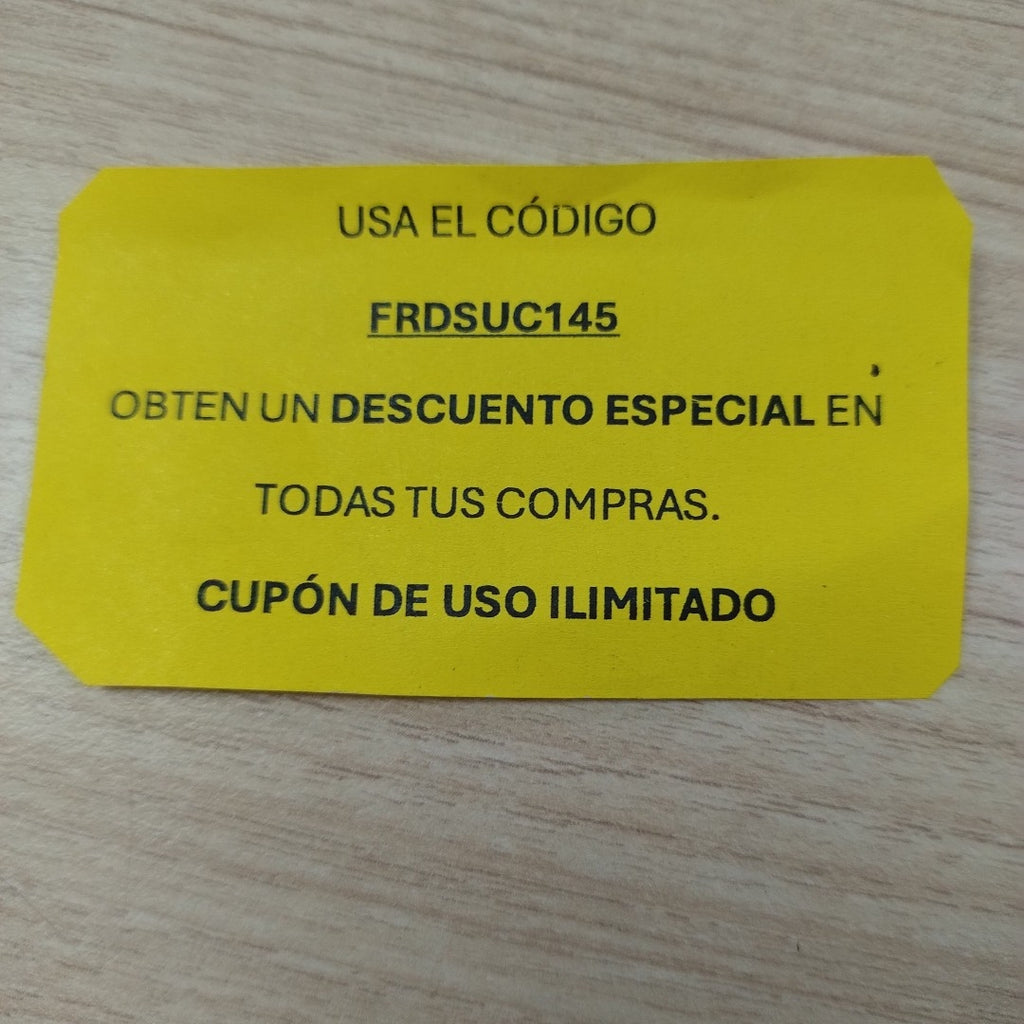 USA EL CÓDIGO
FRDSUC145
OBTEN UN DESCUENTO ESPECIAL EN
TODAS TUS COMPRAS.
CUPÓN DE USO ILIMITADO